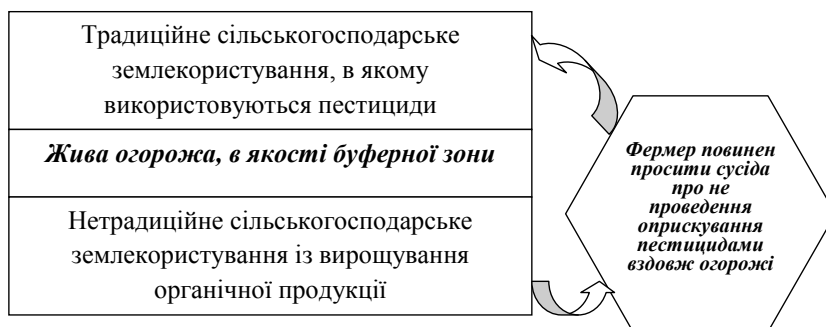 Традиційне сільськогосподарське
землекористування, в якому
використовуються пестициди
Жива огорожа, в якості буферної зони
Нетрадиційне сільськогосподарське
землекористування із вирощування
органічної продукції
Фермер повинен
просити сусіда
про не
проведення
оприскування
пестицидами
вздовж огорожі